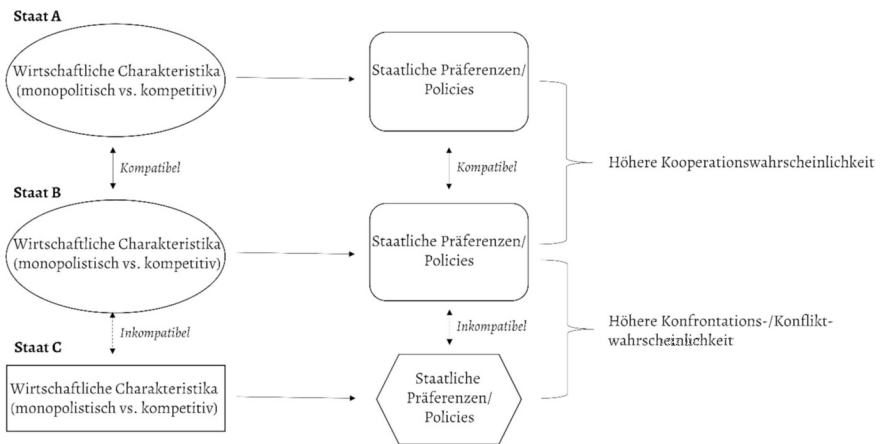 Staat A
Wirtschaftliche Charakteristika
(monopolitisch vs. kompetitiv)
Staatliche Präferenzen/
Policies
Kompatibel
Kompatibel
Höhere Kooperationswahrscheinlichkeit
Staat B
Wirtschaftliche Charakteristika
(monopolistisch vs. kompetitiv)
Staatliche Präferenzen/
Policies
Inkompatibel
Inkompatibel
Höhere Konfrontations-/Konflikt-
wahrscheinlichkeit
Staat C
Wirtschaftliche Charakteristika
(monopolistisch vs. kompetitiv)
Staatliche
Präferenzen/
Policies